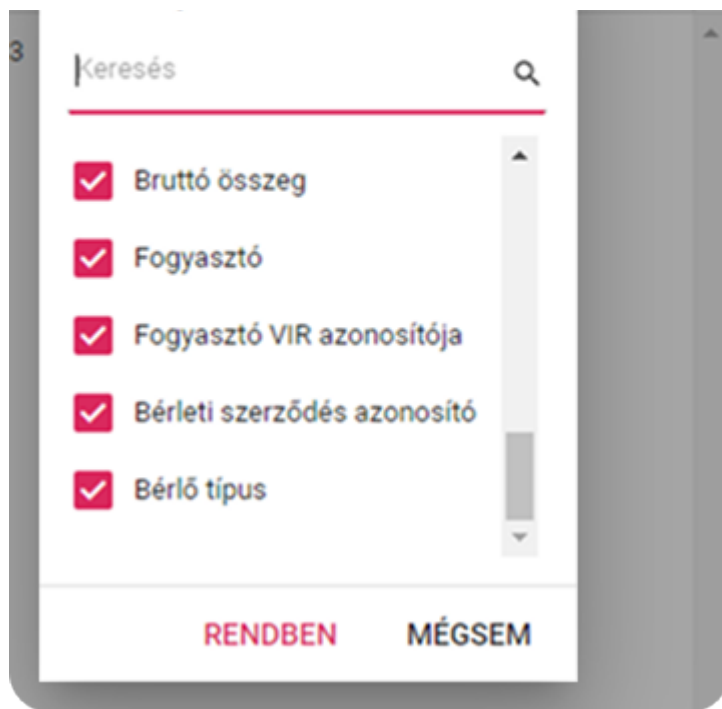 3
Keresés
Bruttó összeg
Fogyasztó
Fogyasztó VIR azonosítója
Bérleti szerződés azonosító
Bérlő típus
RENDBEN MÉGSEM